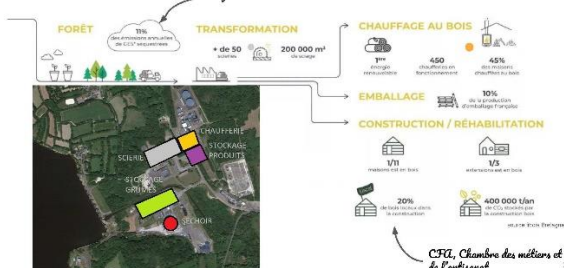 FORÊT
11%
des émissions annuelles
de GES* séquestrées
TRANSFORMATION
+ de 50
scieries
200 000 m³
de sciage
CHAUFFAGE AU BOIS
1ère
énergie
renouvelable
450
chaufferies en
fonctionnement
45%
des maisons
chauffées au bois
EMBALLAGE
10%
de la production
d'emballage française
CONSTRUCTION / RÉHABILITATION
1/11
maisons est en bois
1/3
extensions est en bois
20%
de bois locaux dans
la construction
400 000 t/an
de CO₂ stockés par
la construction bois
CHAUFFERIE
STOCKAGE
PRODUITS
SCIERIE
STOCKAGE
GRUMES
SÉCHOIR
CFA, Chambre des métiers et
de l'artisanat